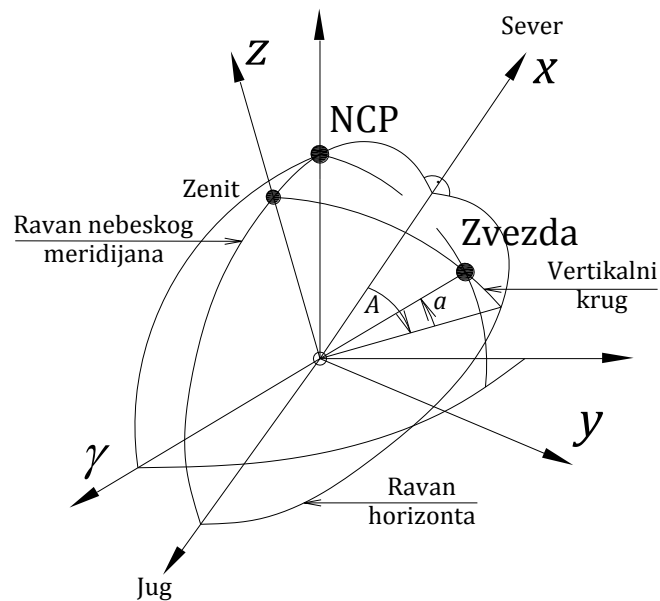 Sever
x
z
NCP
Zenit
Ravan nebeskog
meridijana
Zvezda
Vertikalni
krug
A
a
y
γ
Ravan
horizonta
Jug